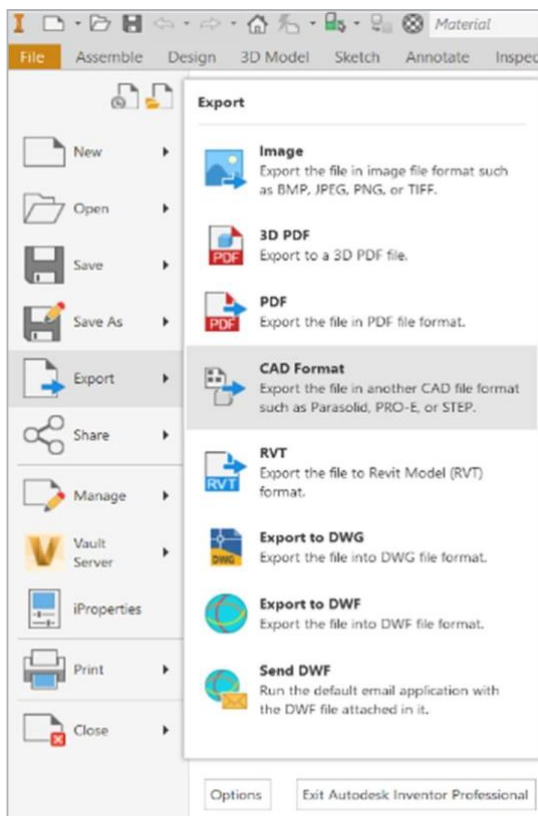 Material
File Assemble Design 3D Model Sketch Annotate Inspec
Export
New
Open
Save
Save As
Export
Share
Manage
Vault
Server
iProperties
Print
Close
Image
Export the file in image file format such
as BMP, JPEG, PNG, or TIFF.
3D PDF
PDF
Export to a 3D PDF file.
PDF
PDF
Export the file in PDF file format.
CAD Format
Export the file in another CAD file format
such as Parasolid, PRO-E, or STEP.
RVT
RVT
Export the file to Revit Model (RVT)
format.
Export to DWG
DWG
Export the file into DWG file format.
Export to DWF
Export the file into DWF file format.
Send DWF
Run the default email application with
the DWF file attached in it.
Options Exit Autodesk Inventor Professional